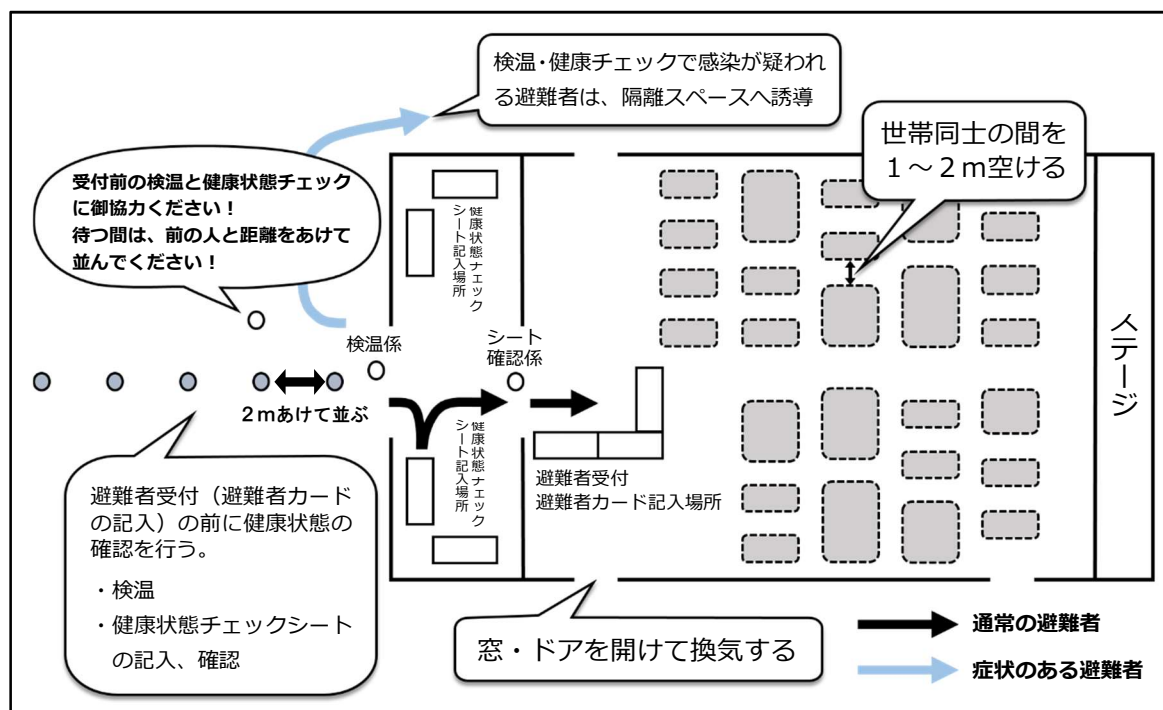 検温・健康チェックで感染が疑われ
る避難者は、隔離スペースへ誘導
世帯同士の間を
１～２ｍ空ける
受付前の検温と健康状態チェック
に御協力ください！
待つ間は、前の人と距離をあけて
並んでください！
健康状態チェック
シート記入場所
検温係
シート
確認係
2ｍあけて並ぶ
健康状態チェック
シート記入場所
避難者受付
避難者カード記入場所
ステージ
避難者受付（避難者カード
の記入）の前に健康状態の
確認を行う。
・検温
・健康状態チェックシート
の記入、確認
窓・ドアを開けて換気する
通常の避難者
症状のある避難者